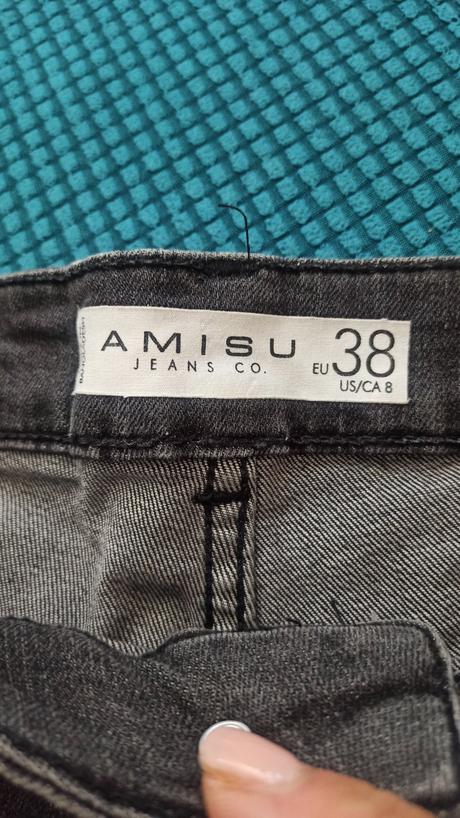 AMISU
JEANS CO.
EU 38
US/CA 8